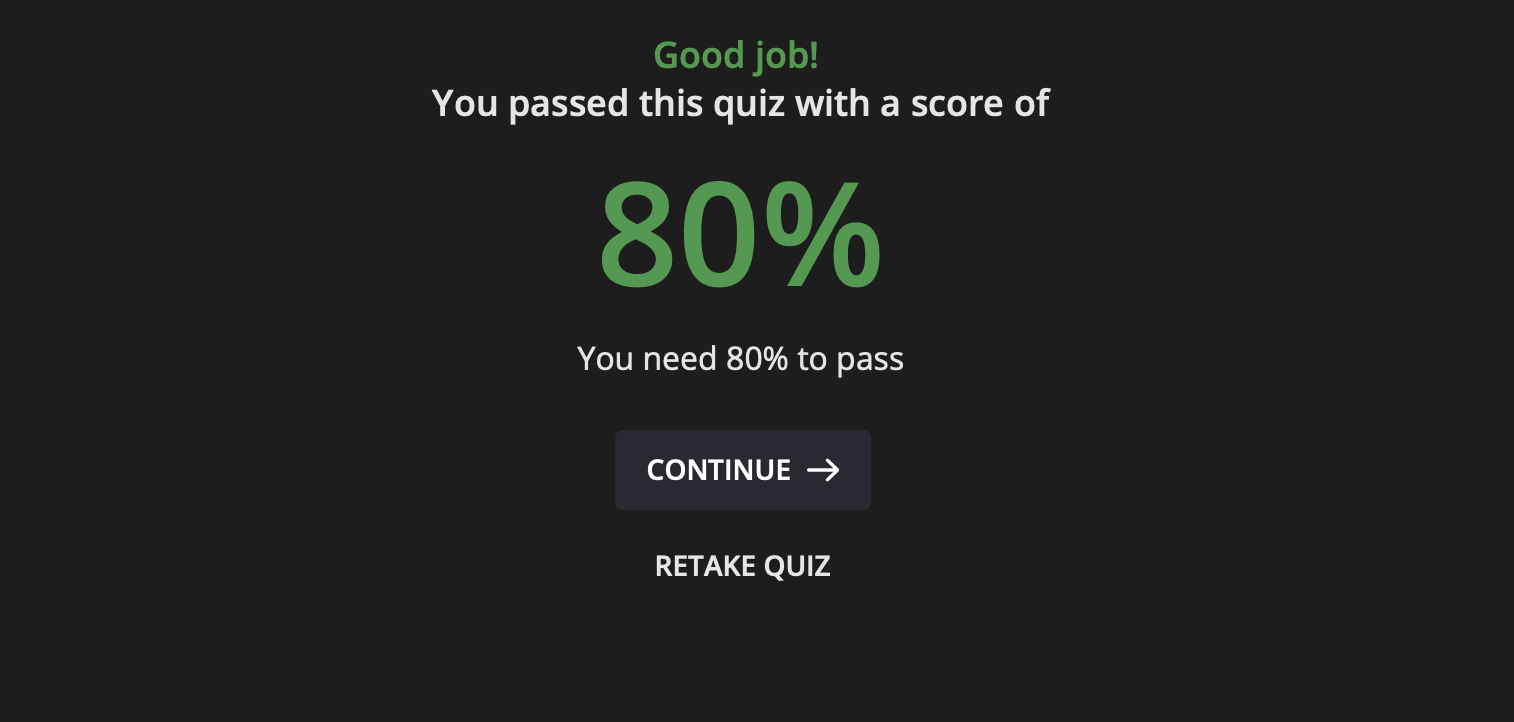 Good job!
You passed this quiz with a score of
80%
You need 80% to pass
CONTINUE →
RETAKE QUIZ